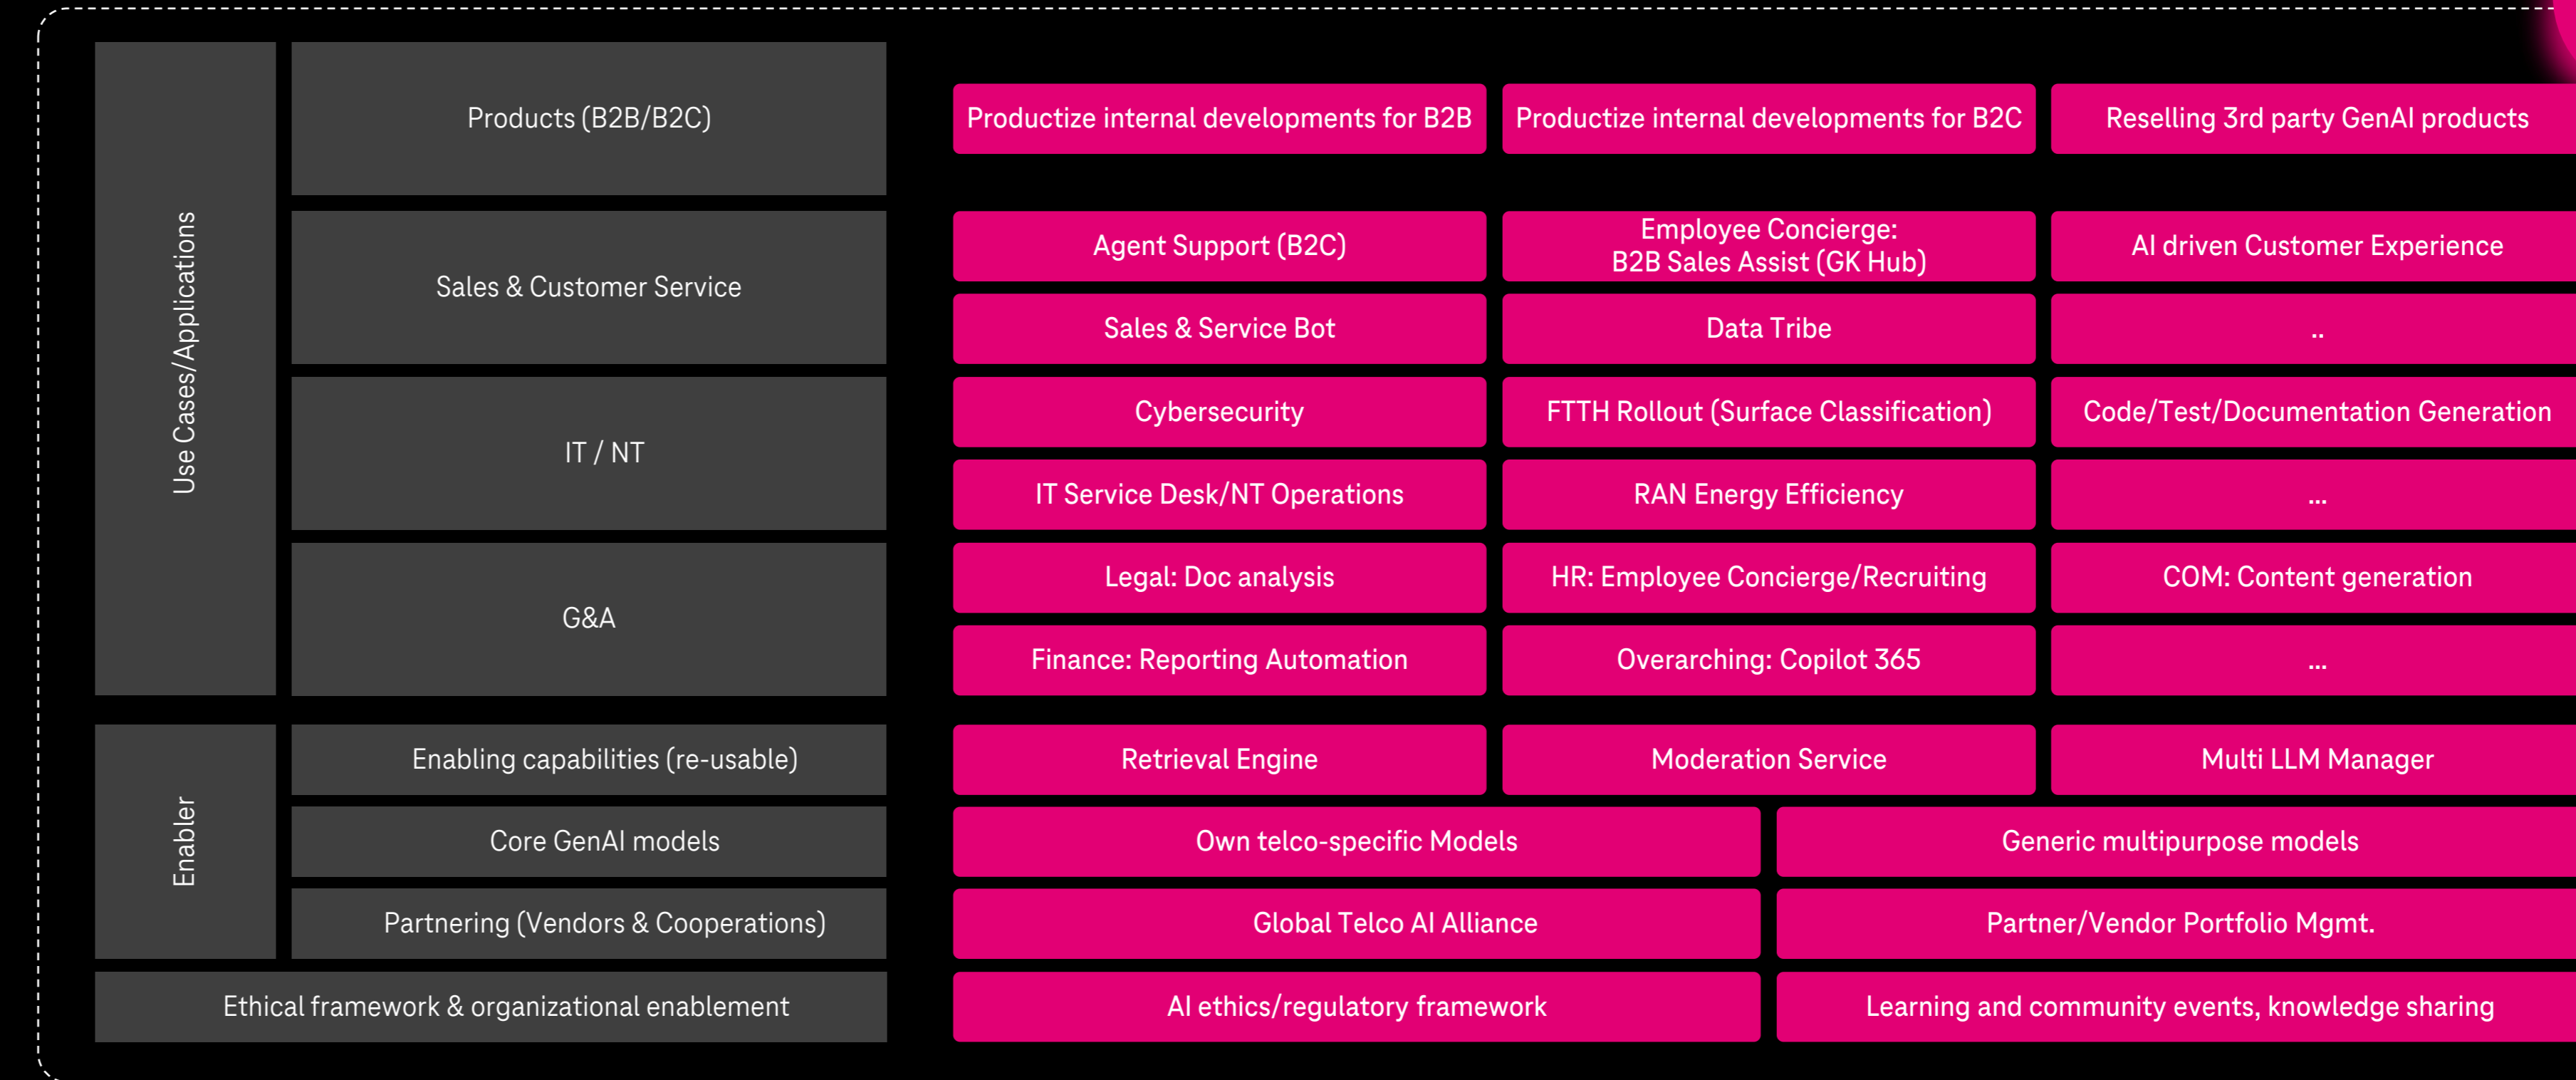 Use Cases/Applications
Products (B2B/B2C)
Productize internal developments for B2B
Productize internal developments for B2C
Reselling 3rd party GenAI products
Sales & Customer Service
Agent Support (B2C)
Employee Concierge:
B2B Sales Assist (GK Hub)
AI driven Customer Experience
Sales & Service Bot
Data Tribe
..
IT / NT
Cybersecurity
FTTH Rollout (Surface Classification)
Code/Test/Documentation Generation
IT Service Desk/NT Operations
RAN Energy Efficiency
...
G&A
Legal: Doc analysis
HR: Employee Concierge/Recruiting
COM: Content generation
Finance: Reporting Automation
Overarching: Copilot 365
...
Enabler
Enabling capabilities (re-usable)
Retrieval Engine
Moderation Service
Multi LLM Manager
Core GenAI models
Own telco-specific Models
Generic multipurpose models
Partnering (Vendors & Cooperations)
Global Telco AI Alliance
Partner/Vendor Portfolio Mgmt.
Ethical framework & organizational enablement
AI ethics/regulatory framework
Learning and community events, knowledge sharing